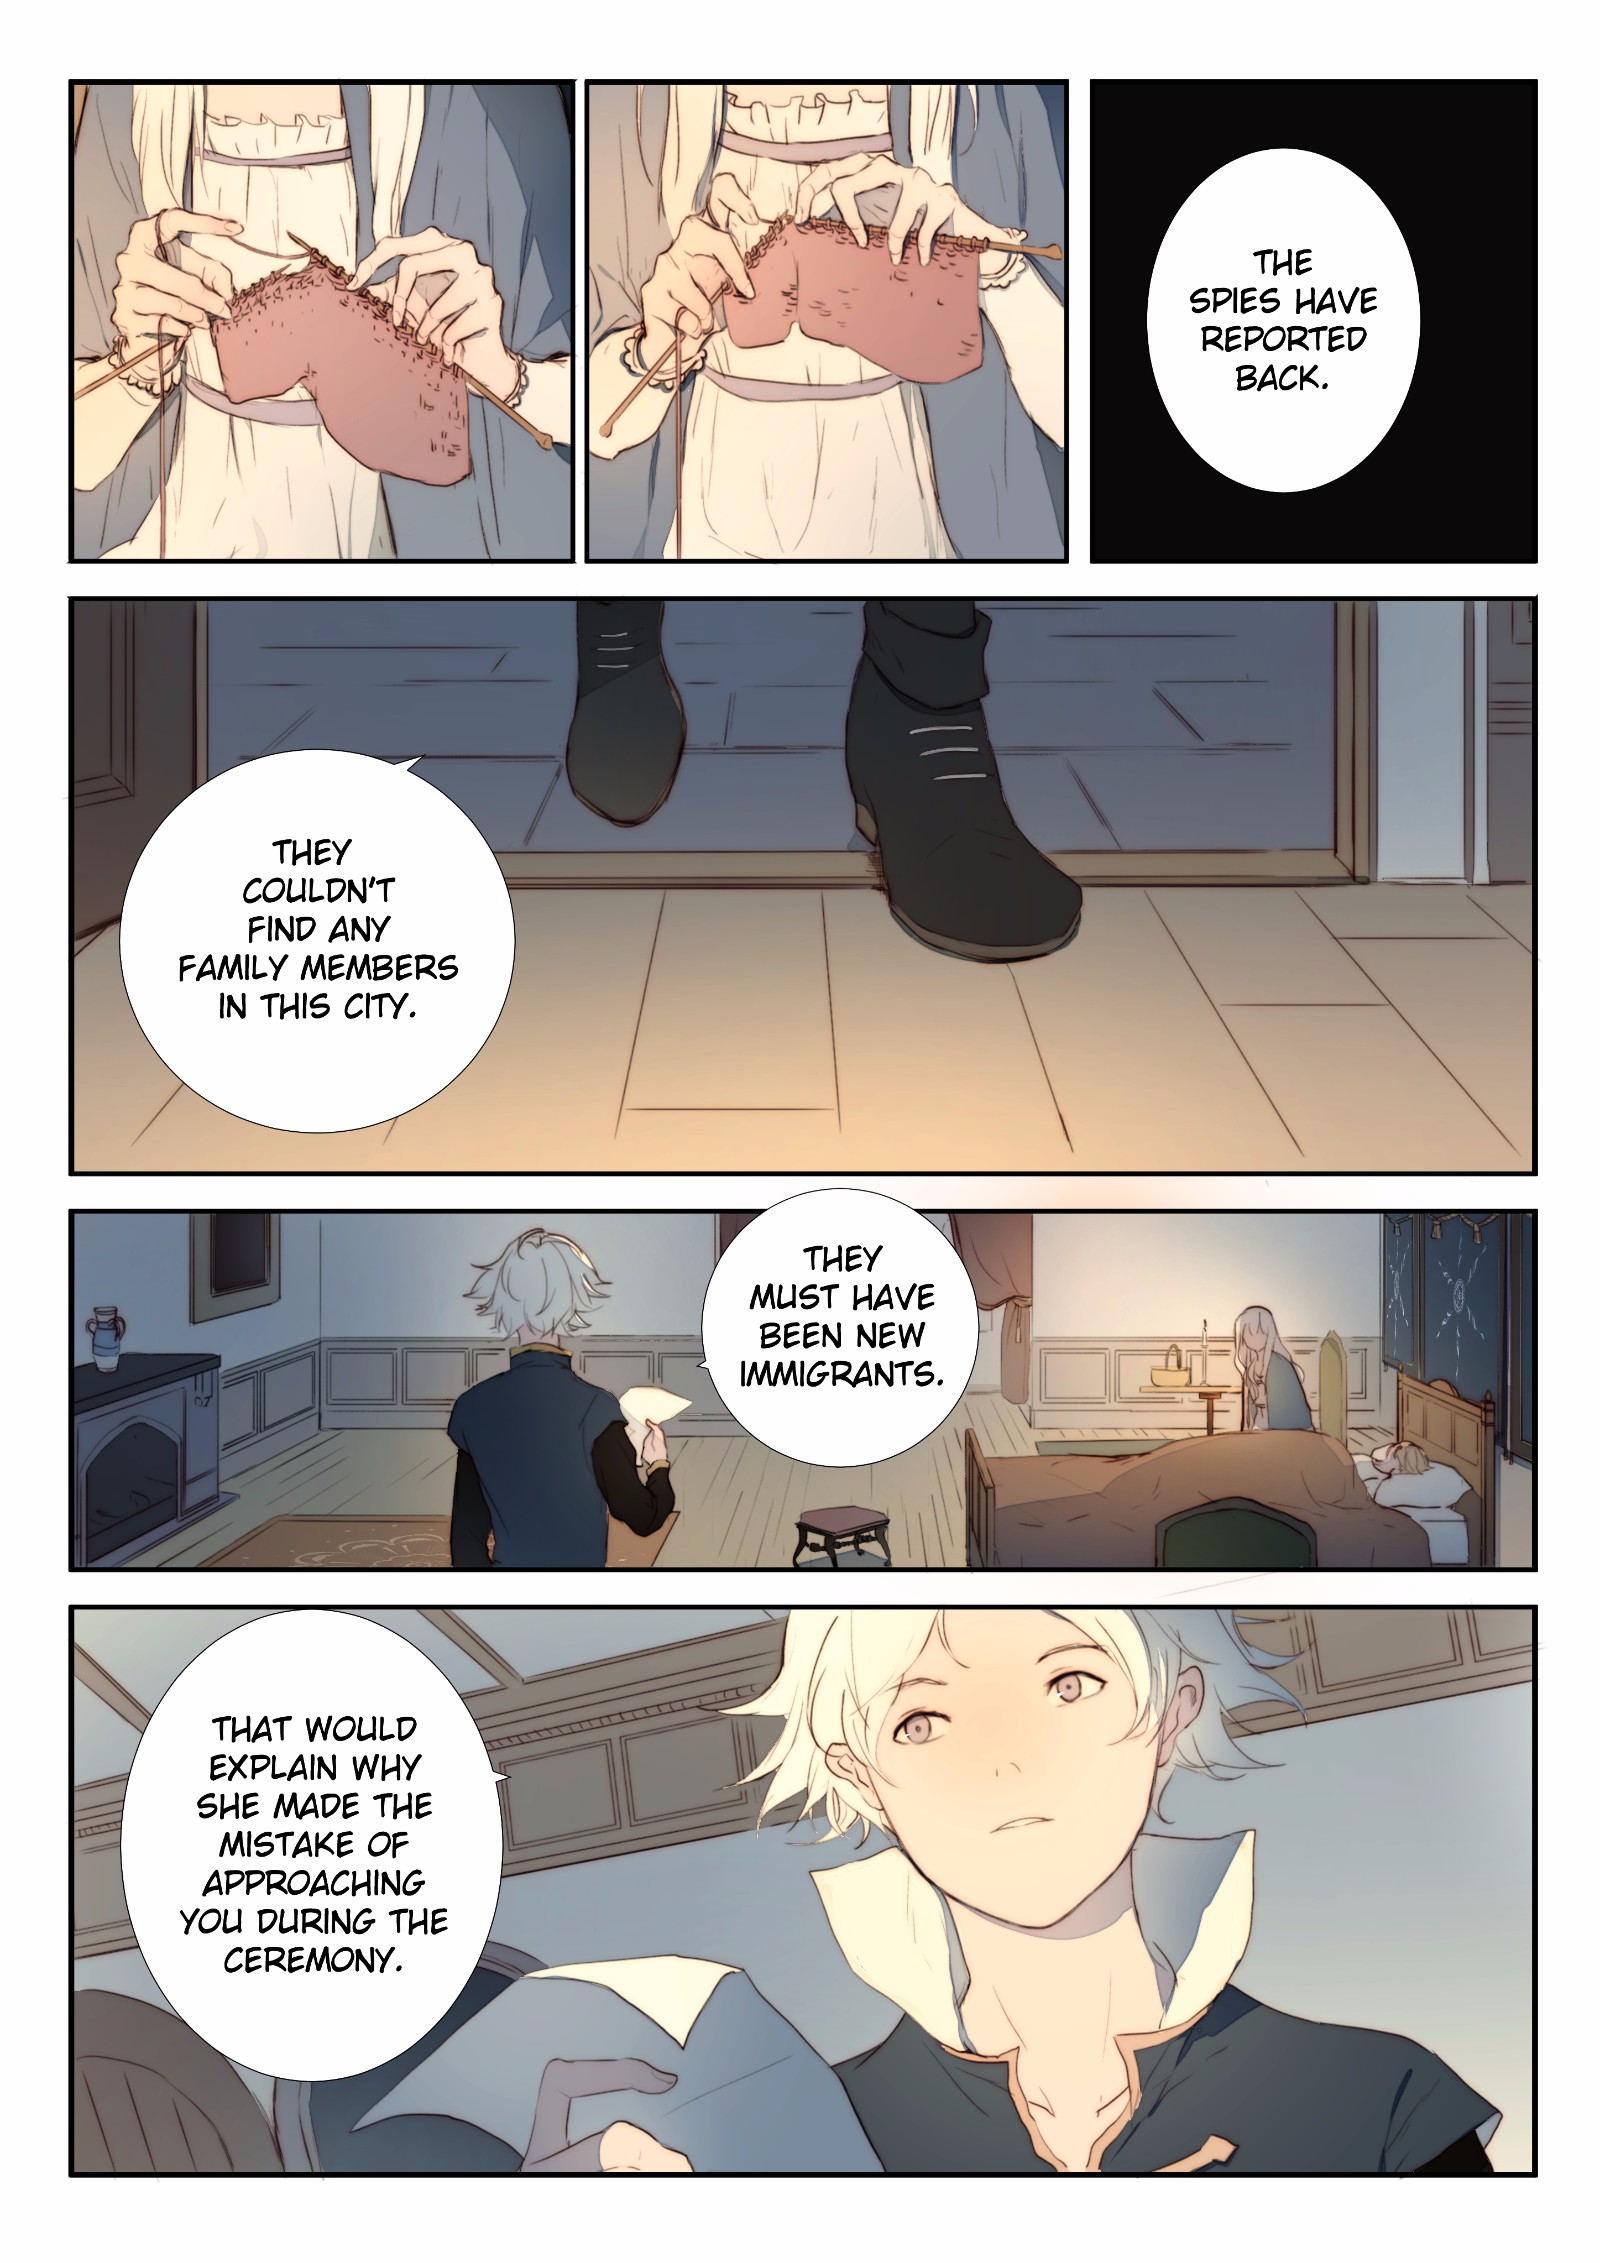 THE
SPIES HAVE
REPORTED
BACK.
THEY
COULDN'T
FIND ANY
FAMILY MEMBERS
IN THIS CITY.
THEY
MUST HAVE
BEEN NEW
IMMIGRANTS.
THAT WOULD
EXPLAIN WHY
SHE MADE THE
MISTAKE OF
APPROACHING
YOU DURING THE
CEREMONY.